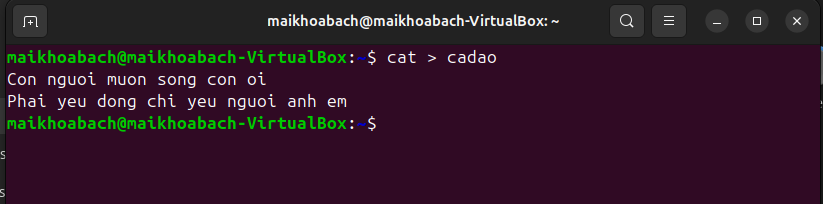 maikhoabach@maikhoabach-VirtualBox: ~
maikhoabach@maikhoabach-VirtualBox:~$ cat > cadao
Con nguoi muon song con oi
Phai yeu dong chi yeu nguoi anh em
maikhoabach@maikhoabach-VirtualBox:~$